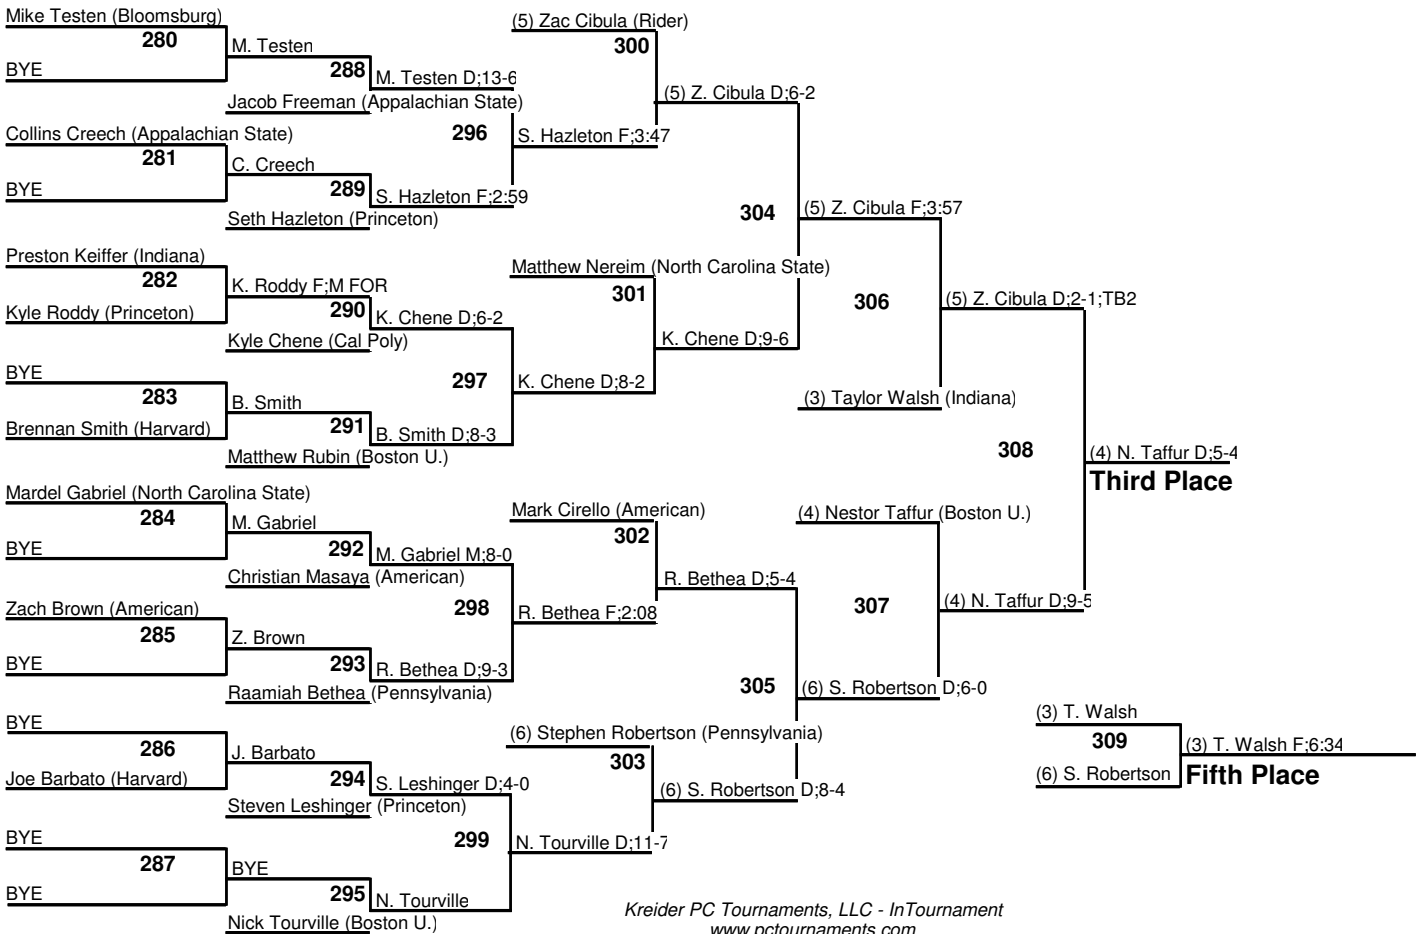 Mike Testen (Bloomsburg)
280
BYE
M. Testen
288
Jacob Freeman (Appalachian State)
M. Testen D;13-6
Collins Creech (Appalachian State)
281
BYE
C. Creech
289
Seth Hazleton (Princeton)
S. Hazleton F;2:59
296
S. Hazleton F;3:47
(5) Zac Cibula (Rider)
300
(5) Z. Cibula D;6-2
Preston Keiffer (Indiana)
282
Kyle Roddy (Princeton)
K. Roddy F;M FOR
290
Kyle Chene (Cal Poly)
K. Chene D;6-2
BYE
283
Brennan Smith (Harvard)
B. Smith
291
Matthew Rubin (Boston U.)
B. Smith D;8-3
297
K. Chene D;8-2
Matthew Nereim (North Carolina State)
301
K. Chene D;9-6
304
(5) Z. Cibula F;3:57
306
(3) Taylor Walsh (Indiana)
(5) Z. Cibula D;2-1;TB2
Mardel Gabriel (North Carolina State)
284
BYE
M. Gabriel
292
Christian Masaya (American)
M. Gabriel M;8-0
Zach Brown (American)
285
BYE
Z. Brown
293
Raamiah Bethea (Pennsylvania)
R. Bethea D;9-3
298
R. Bethea F;2:08
Mark Cirello (American)
302
R. Bethea D;5-4
BYE
286
Joe Barbato (Harvard)
J. Barbato
294
Steven Leshinger (Princeton)
S. Leshinger D;4-0
BYE
287
BYE
BYE
295
Nick Tourville (Boston U.)
N. Tourville
299
N. Tourville D;11-7
(6) Stephen Robertson (Pennsylvania)
303
(6) S. Robertson D;8-4
305
(6) S. Robertson D;6-0
(4) Nestor Taffur (Boston U.)
307
(4) N. Taffur D;9-5
308
(4) N. Taffur D;5-4
Third Place
(3) T. Walsh
309
(6) S. Robertson
(3) T. Walsh F;6:34
Fifth Place
Kreider PC Tournaments, LLC - InTournament
www.pctournaments.com